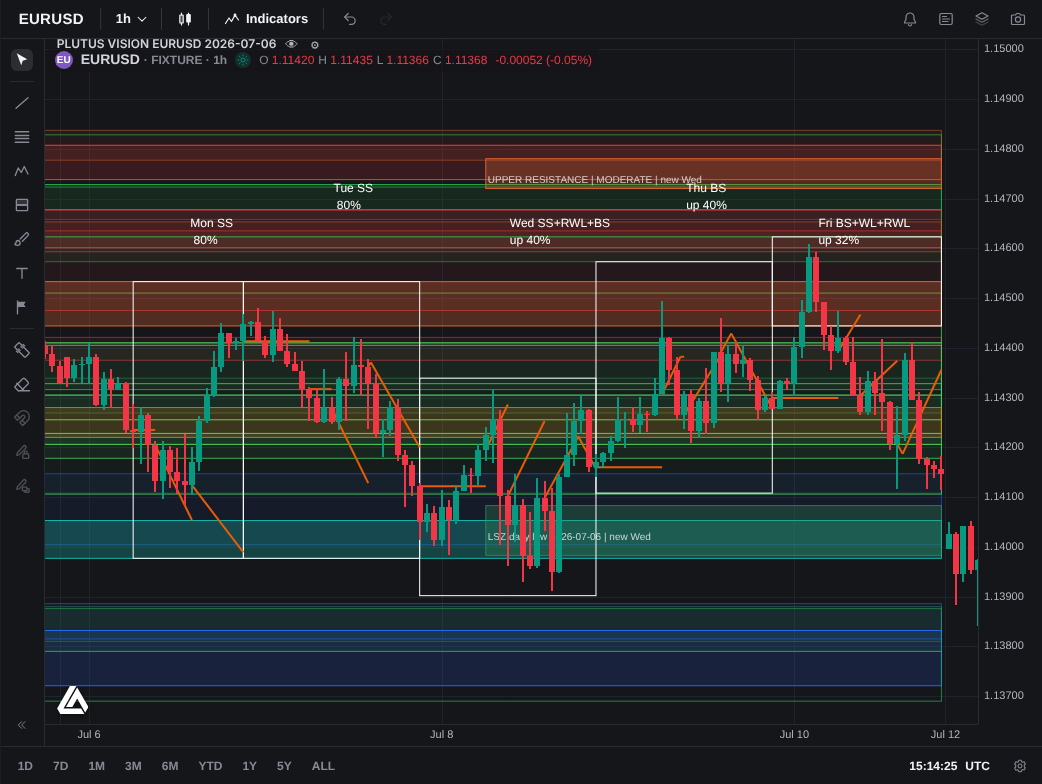 EURUSD 1h Indicators
PLUTUS VISION EURUSD 2026-07-06
EU EURUSD · FIXTURE · 1h O 1.11420 H 1.11435 L 1.11366 C 1.11368 -0.00052 (-0.05%)
1.15000
1.14900
1.14800
UPPER RESISTANCE | MODERATE | new Wed
Tue SS
80%
Thu BS
up 40%
1.14700
Mon SS
80%
Wed SS+RWL+BS
up 40%
Fri BS+WL+RWL
up 32%
1.14600
1.14500
1.14400
1.14300
1.14200
1.14100
LSZ 26-07-06 | new Wed
1.14000
1.13900
1.13800
1.13700
Jul 6 Jul 8 Jul 10 Jul 12
1D 7D 1M 3M 6M YTD 1Y 5Y ALL 15:14:25 UTC